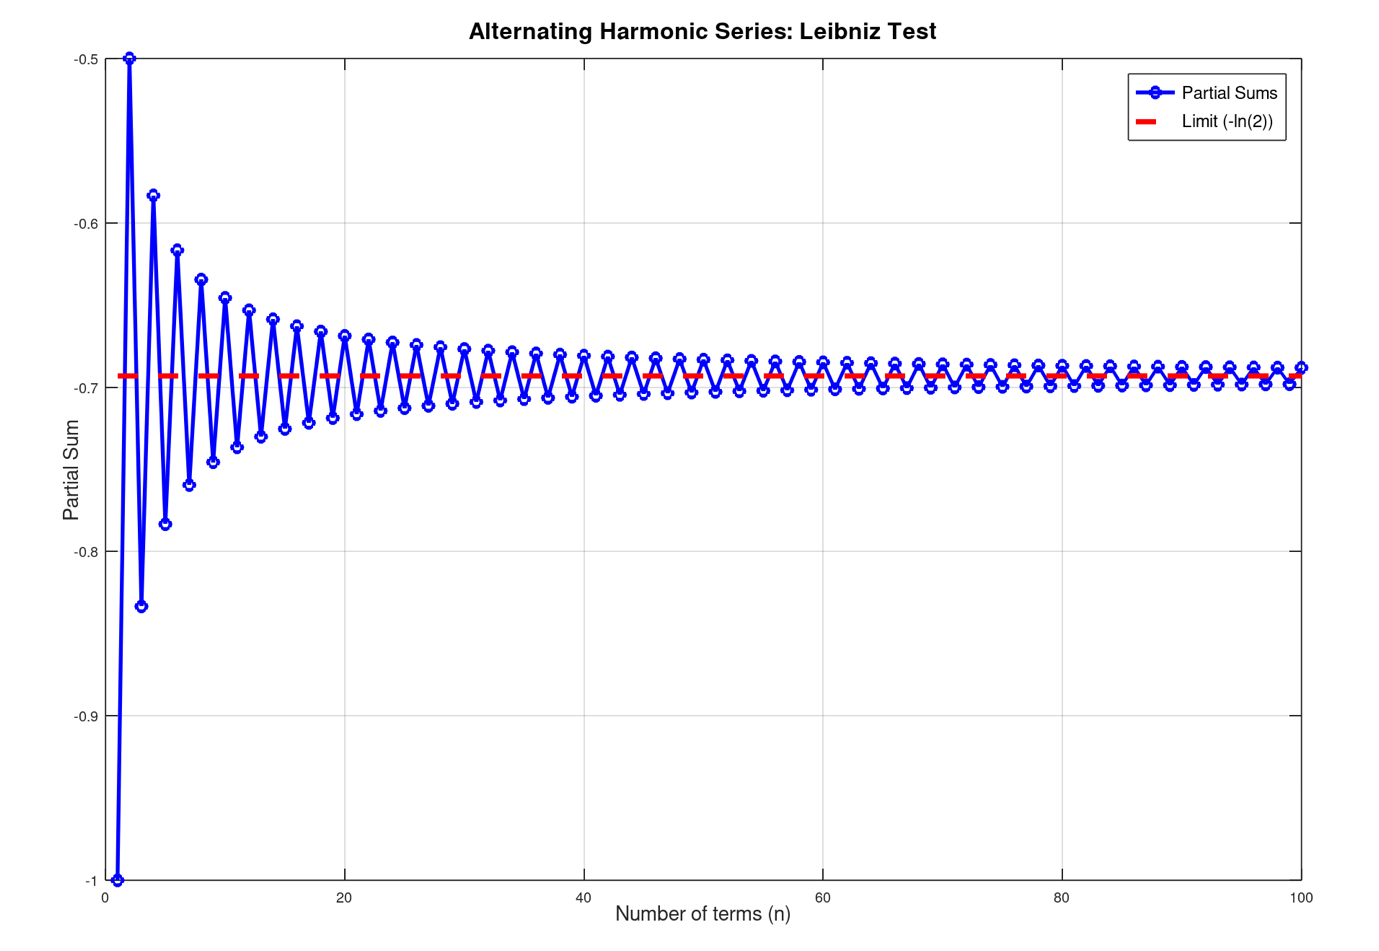 Alternating Harmonic Series: Leibniz Test
Partial Sums
Limit (-ln(2))
-0.5
-0.6
-0.7
-0.8
-0.9
-1
Partial Sum
0
20
40
60
80
100
Number of terms (n)